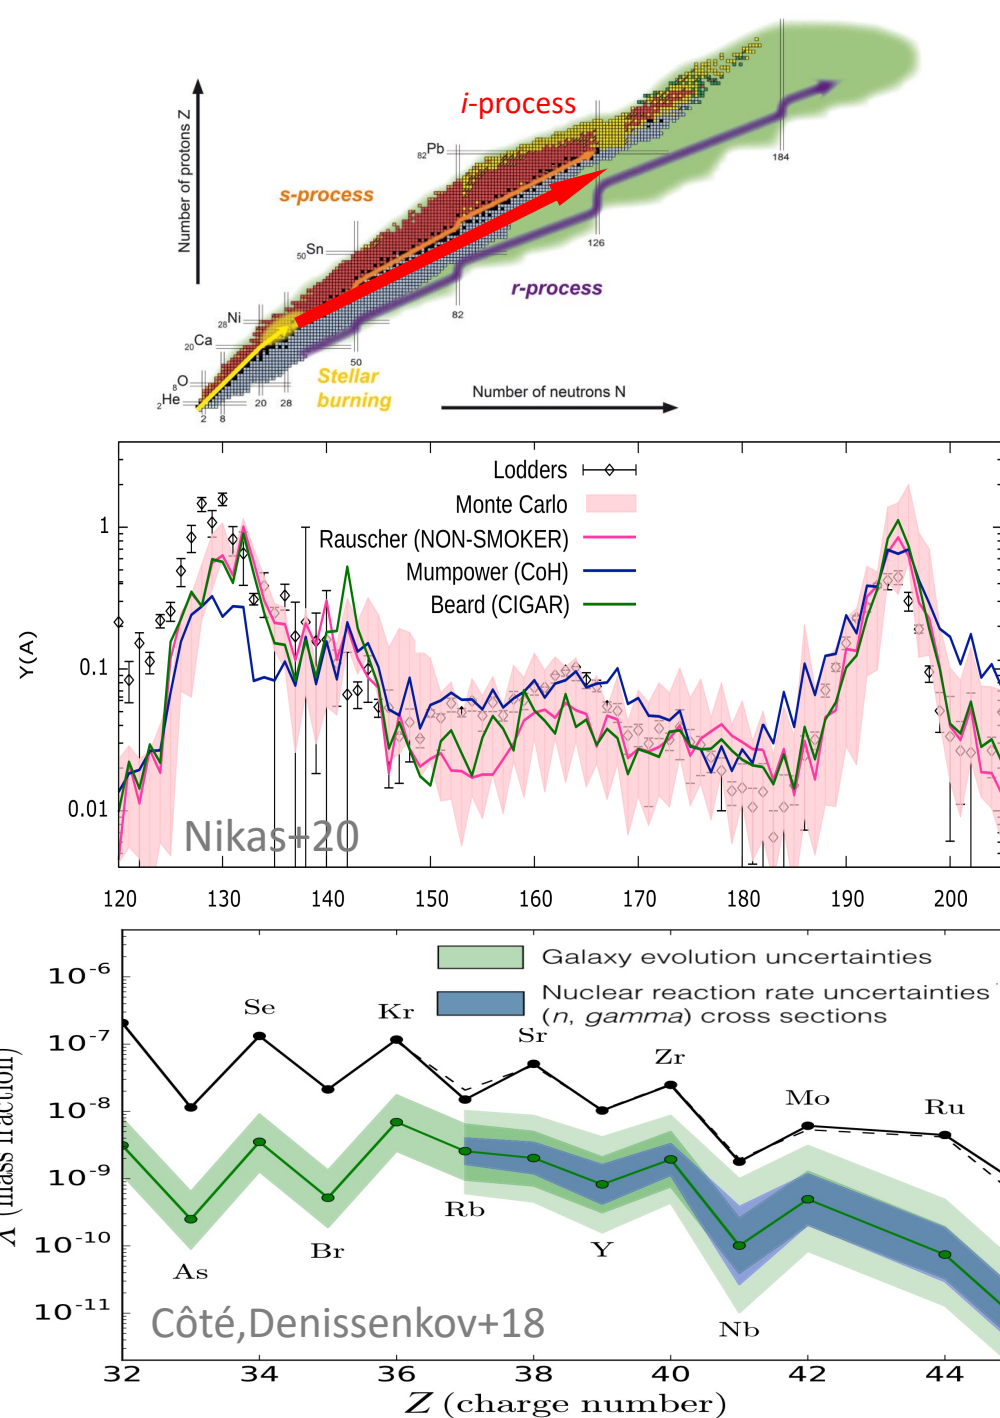 i-process
Number of protons Z
82Pb
184
s-process
126
50Sn
r-process
82
28Ni
20Ca
50
8O
Stellar
burning
2He
2 8
20 28
Number of neutrons N
Lodders
Monte Carlo
Rauscher (NON-SMOKER)
Mumpower (CoH)
Beard (CIGAR)
Y(A)
1
0.1
0.01
Nikas+20
120 130 140 150 160 170 180 190 200
Galaxy evolution uncertainties
Nuclear reaction rate uncertainties
(n, gamma) cross sections
(mass fraction)
10-6
10-7
10-8
10-9
10-10
10-11
Se
Kr
Sr
Zr
Mo
Ru
As
Br
Rb
Y
Nb
Côté,Denissenkov+18
32 34 36 38 40 42 44
Z (charge number)